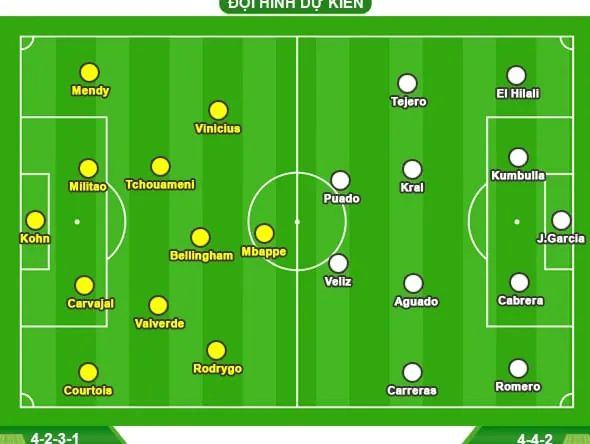 ĐỘI HÌNH DỰ KIẾN
Mendy
Vinicius
Militao
Tchouameni
Kohn
Bellingham
Mbappe
Carvajal
Valverde
Courtois
Rodrygo
Tejero
El Hilali
Puado
Kral
Kumbulla
J.Garcia
Veliz
Aguado
Cabrera
Carreras
Romero
4-2-3-1
4-4-2